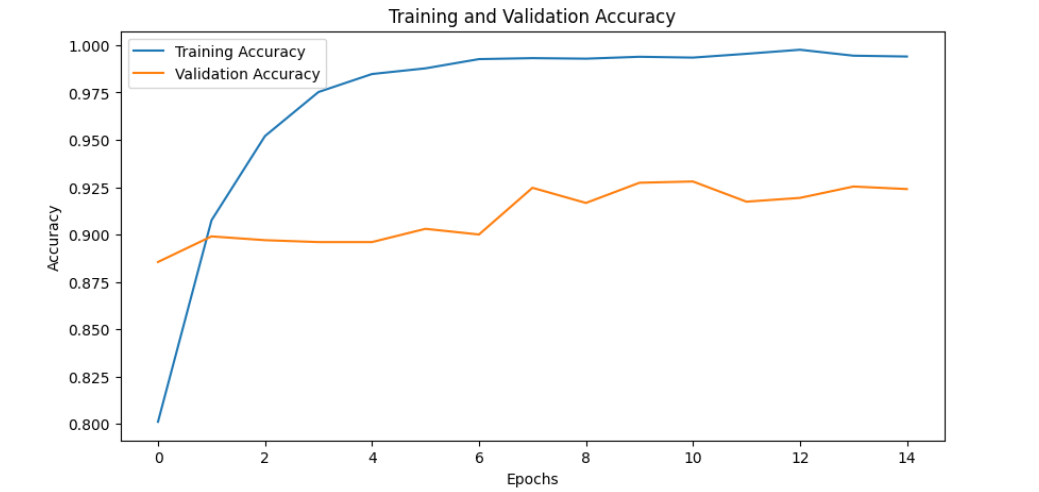 Training and Validation Accuracy
Training Accuracy
Validation Accuracy
1.000
0.975
0.950
0.925
0.900
0.875
0.850
0.825
0.800
Accuracy
0 2 4 6 8 10 12 14
Epochs